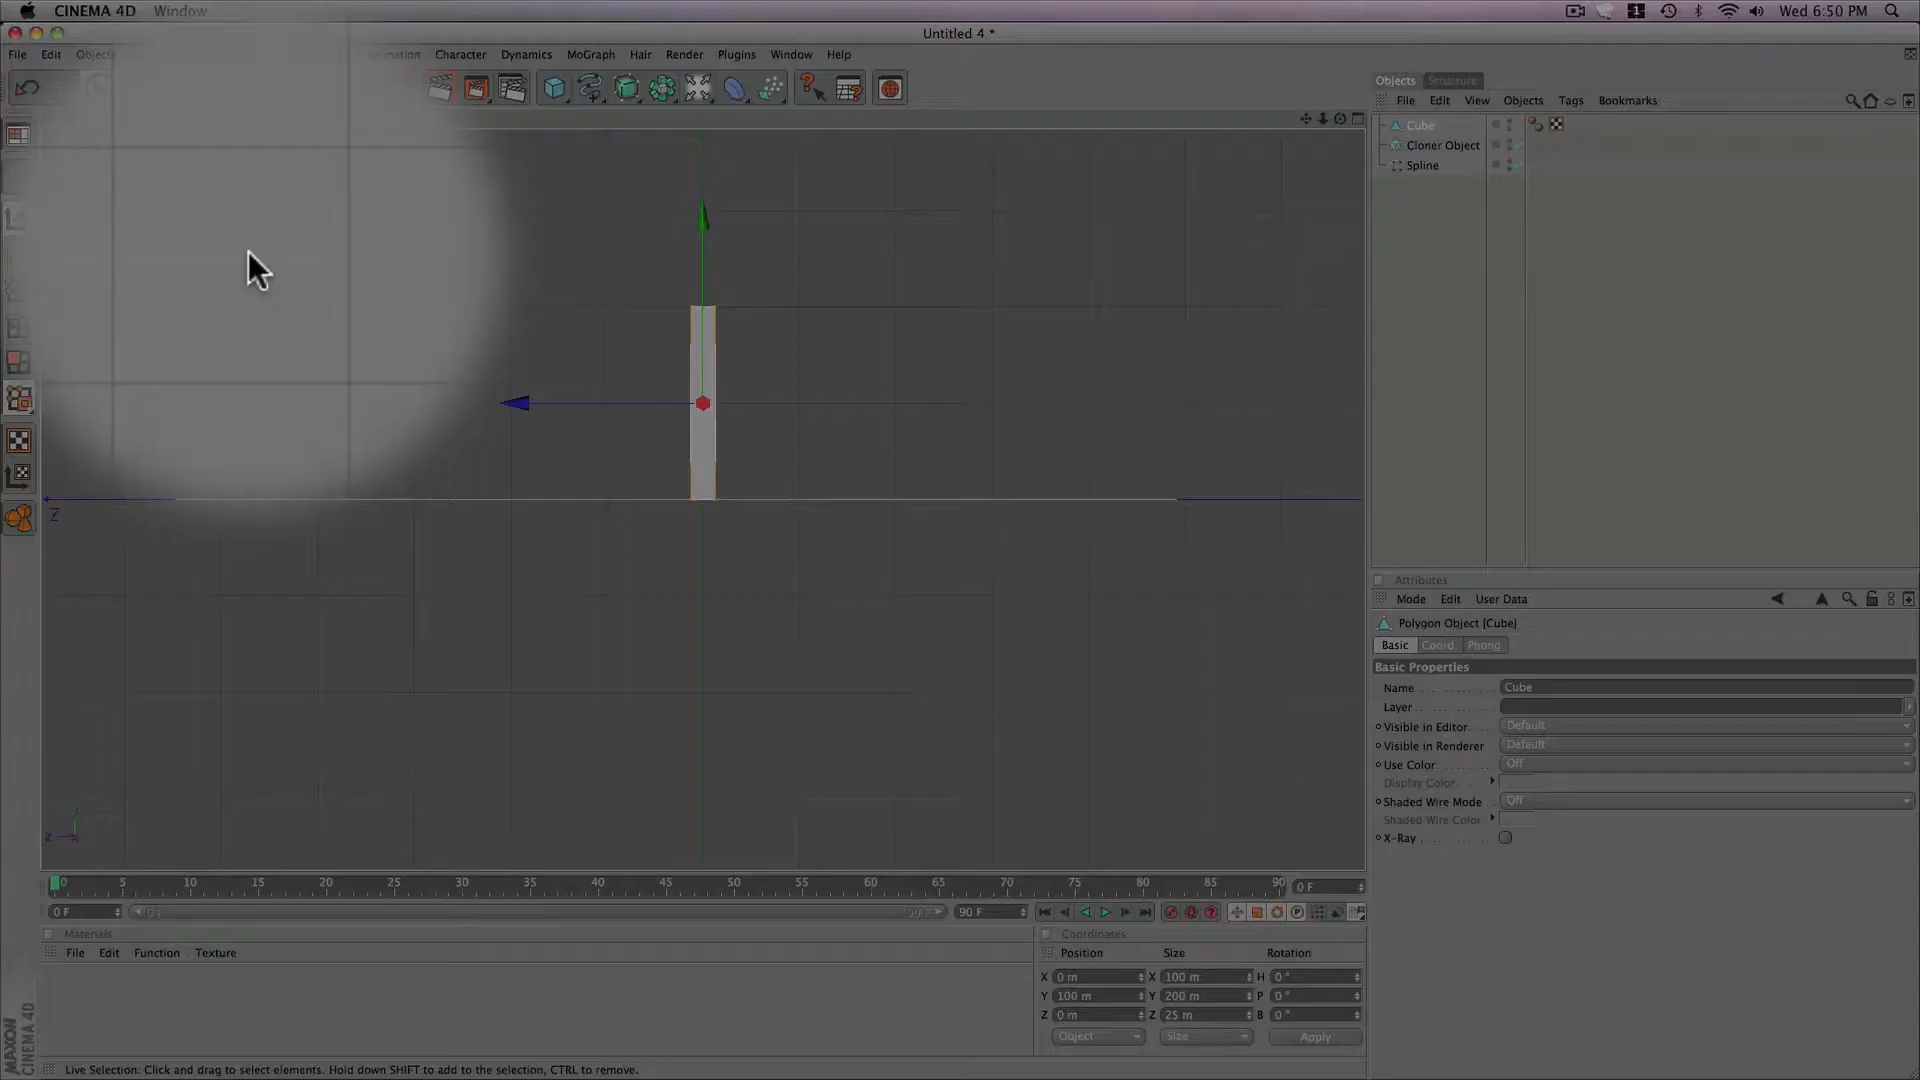 CINEMA 4D Window
Wed 6:50 PM
Untitled 4 *
File Edit Objects Character Dynamics MoGraph Hair Render Plugins Window Help
Objects Structure
File Edit View Objects Tags Bookmarks
Cube
Cloner Object
Spline
Z
Z
Attributes
Mode Edit User Data
Polygon Object [Cube]
Basic Coord. Phong
Basic Properties
Name Cube
Layer
Visible in Editor Default
Visible in Renderer Default
Use Color Off
Display Color
Shaded Wire Mode Off
Shaded Wire Color
X-Ray
0 5 10 15 20 25 30 35 40 45 50 55 60 65 70 75 80 85 90 0 F
0 F 0 F 90 F 90 F
Materials
File Edit Function Texture
Coordinates
Position Size Rotation
X 0 m X 100 m H 0 °
Y 100 m Y 200 m P 0 °
Z 0 m Z 25 m B 0 °
Object Size Apply
MAXON
CINEMA 4D
Live Selection: Click and drag to select elements. Hold down SHIFT to add to the selection, CTRL to remove.